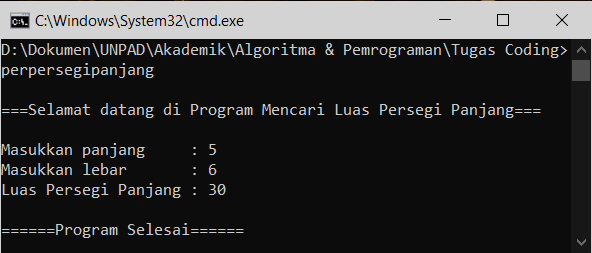 C:\Windows\System32\cmd.exe
D:\Dokumen\UNPAD\Akademik\Algoritma & Pemrograman\Tugas Coding>
perpersegipanjang
===Selamat datang di Program Mencari Luas Persegi Panjang===
Masukkan panjang     : 5
Masukkan lebar       : 6
Luas Persegi Panjang : 30
======Program Selesai======